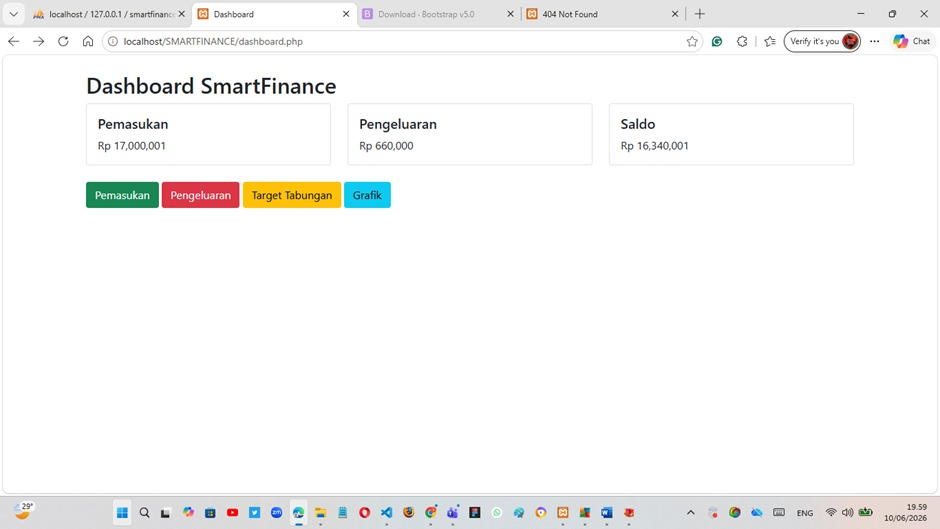 localhost / 127.0.0.1 / smartfinance
Dashboard
Download · Bootstrap v5.0
404 Not Found
localhost/SMARTFINANCE/dashboard.php
Verify it's you
Chat
Dashboard SmartFinance
Pemasukan
Rp 17,000,001
Pengeluaran
Rp 660,000
Saldo
Rp 16,340,001
Pemasukan
Pengeluaran
Target Tabungan
Grafik
29°
ENG
19.59
10/06/2026